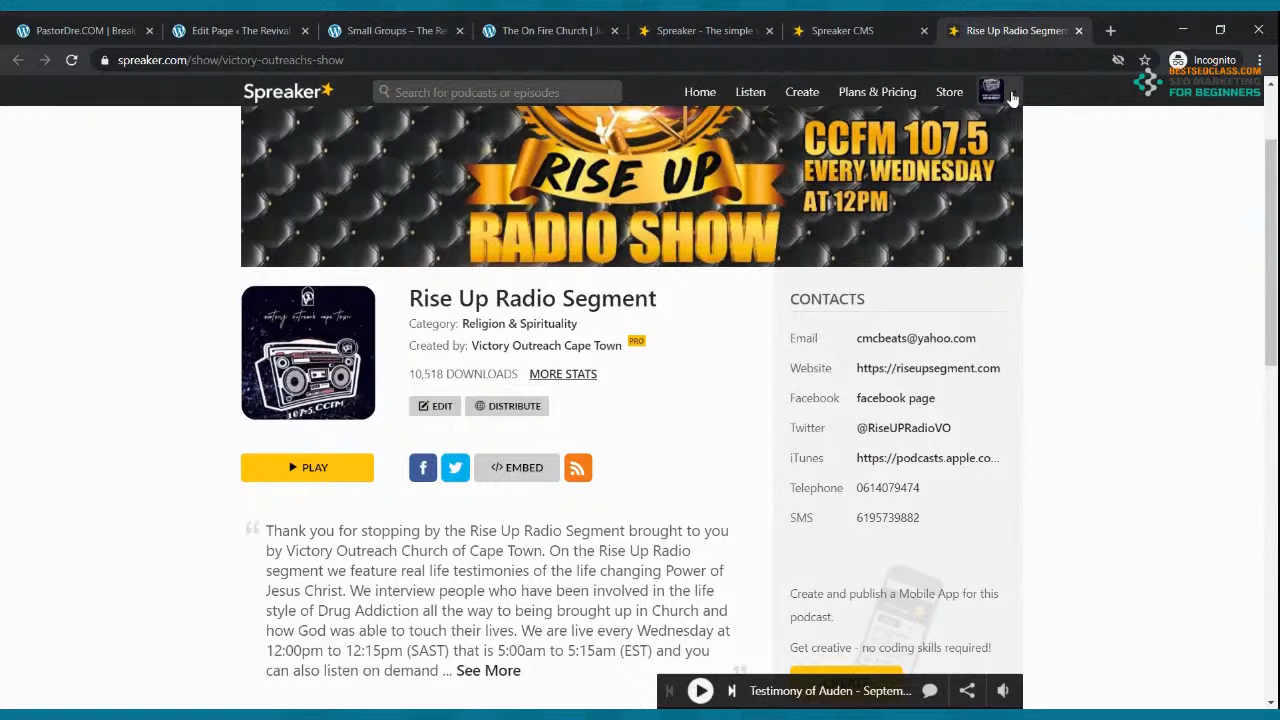 PastorDre.COM | Break
Edit Page ‹ The Revival
Small Groups – The Re
The On Fire Church | Ju
Spreaker - The simple w
Spreaker CMS
Rise Up Radio Segmen
spreaker.com/show/victory-outreachs-show
Incognito
BESTSEOCLASS.COM
SEO MARKETING
FOR BEGINNERS
Spreaker
Search for podcasts or episodes
Home
Listen
Create
Plans & Pricing
Store
CCFM 107.5
EVERY WEDNESDAY
AT 12PM
RISE UP
RADIO SHOW
victory outreach cape town
107.5 CCFM
Rise Up Radio Segment
Category: Religion & Spirituality
Created by: Victory Outreach Cape Town PRO
10,518 DOWNLOADS MORE STATS
EDIT
DISTRIBUTE
PLAY
EMBED
CONTACTS
Email cmcbeats@yahoo.com
Website https://riseupsegment.com
Facebook facebook page
Twitter @RiseUPRadioVO
iTunes https://podcasts.apple.co...
Telephone 0614079474
SMS 6195739882
Thank you for stopping by the Rise Up Radio Segment brought to you
by Victory Outreach Church of Cape Town. On the Rise Up Radio
segment we feature real life testimonies of the life changing Power of
Jesus Christ. We interview people who have been involved in the life
style of Drug Addiction all the way to being brought up in Church and
how God was able to touch their lives. We are live every Wednesday at
12:00pm to 12:15pm (SAST) that is 5:00am to 5:15am (EST) and you
can also listen on demand ... See More
Create and publish a Mobile App for this
podcast.
Get creative - no coding skills required!
Testimony of Auden - Septem...